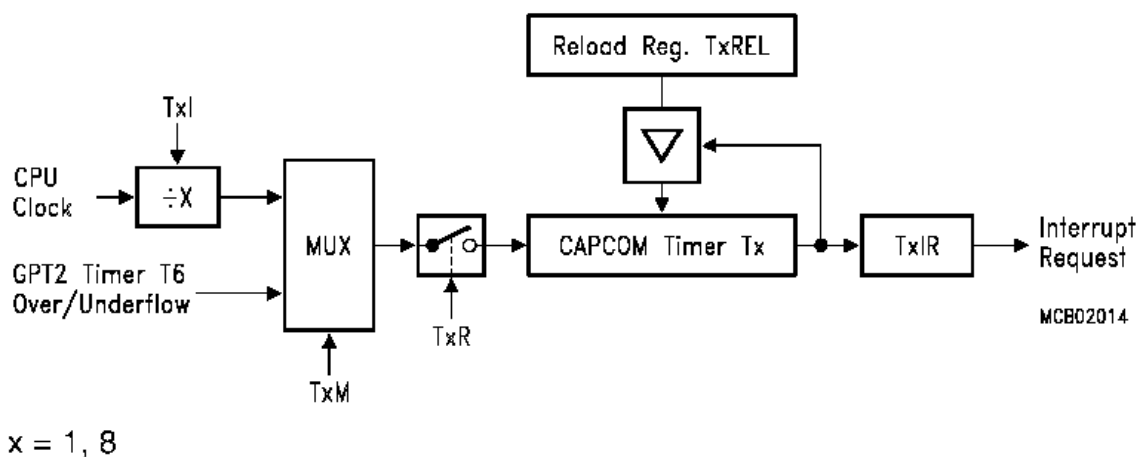 Reload Reg. TxREL
TxI
CPU
Clock
÷X
MUX
CAPCOM Timer Tx
TxIR
Interrupt
Request
GPT2 Timer T6
Over/Underflow
TxR
MCB02014
TxM
x = 1, 8